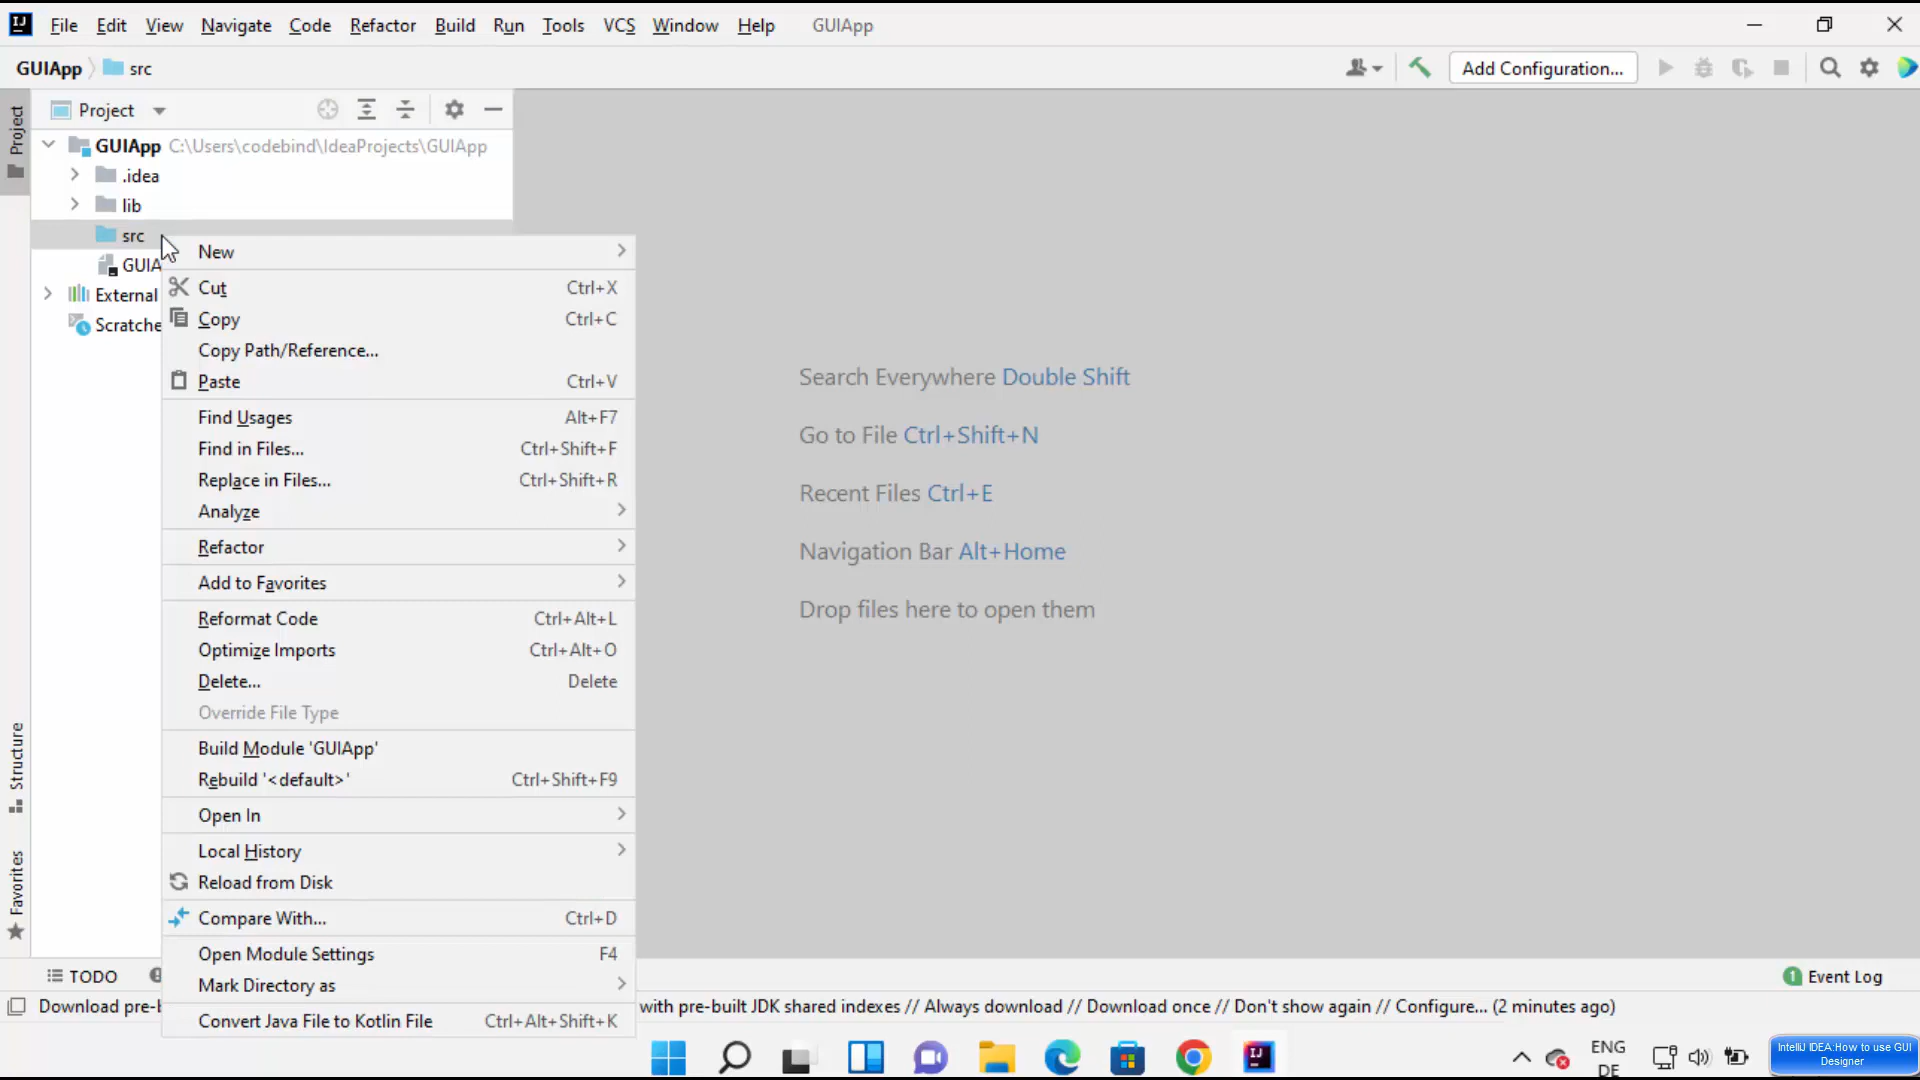 IJ File Edit View Navigate Code Refactor Build Run Tools VCS Window Help GUIApp
GUIApp src Add Configuration...
Project
Project
GUIApp C:\Users\codebind\IdeaProjects\GUIApp
.idea
lib
src
GUIA
External
Scratche
New
Cut Ctrl+X
Copy Ctrl+C
Copy Path/Reference...
Paste Ctrl+V
Find Usages Alt+F7
Find in Files... Ctrl+Shift+F
Replace in Files... Ctrl+Shift+R
Analyze
Refactor
Add to Favorites
Reformat Code Ctrl+Alt+L
Optimize Imports Ctrl+Alt+O
Delete... Delete
Override File Type
Build Module 'GUIApp'
Rebuild '<default>' Ctrl+Shift+F9
Open In
Local History
Reload from Disk
Compare With... Ctrl+D
Open Module Settings F4
Mark Directory as
Convert Java File to Kotlin File Ctrl+Alt+Shift+K
Search Everywhere Double Shift
Go to File Ctrl+Shift+N
Recent Files Ctrl+E
Navigation Bar Alt+Home
Drop files here to open them
Structure
Favorites
TODO
1 Event Log
Download pre-b with pre-built JDK shared indexes // Always download // Download once // Don't show again // Configure... (2 minutes ago)
IJ
ENG
DE
IntelliJ IDEA:How to use GUI
Designer